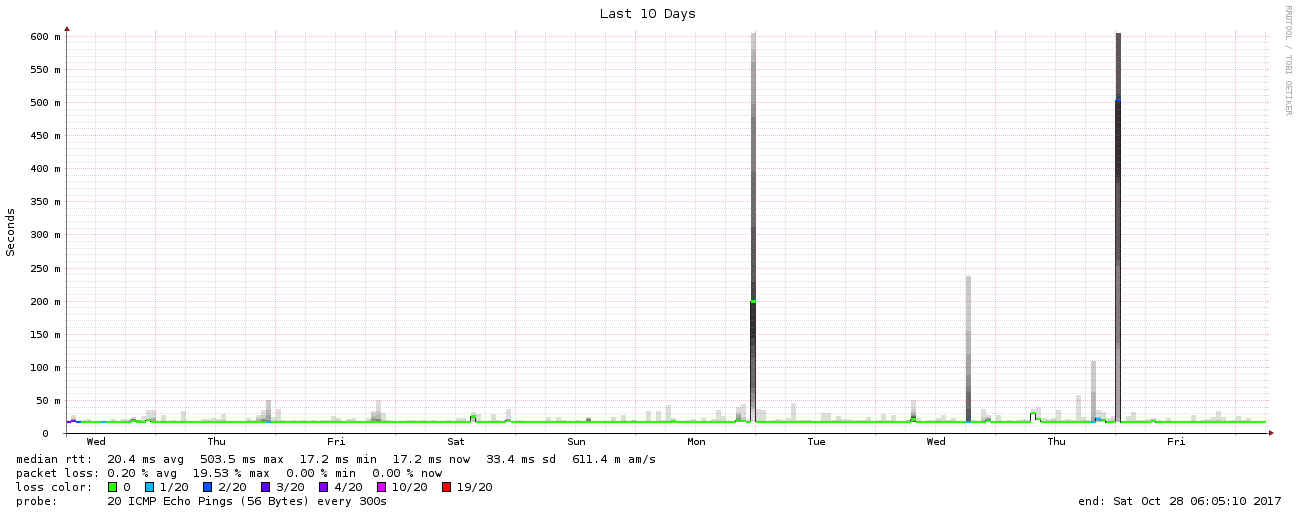 Last 10 Days
RRDTOOL / TOBI OETIKER
Seconds
600 m
550 m
500 m
450 m
400 m
350 m
300 m
250 m
200 m
150 m
100 m
50 m
0
Wed Thu Fri Sat Sun Mon Tue Wed Thu Fri
median rtt: 20.4 ms avg 503.5 ms max 17.2 ms min 17.2 ms now 33.4 ms sd 611.4 m am/s
packet loss: 0.20 % avg 19.53 % max 0.00 % min 0.00 % now
loss color: 0 1/20 2/20 3/20 4/20 10/20 19/20
probe: 20 ICMP Echo Pings (56 Bytes) every 300s end: Sat Oct 28 06:05:10 2017